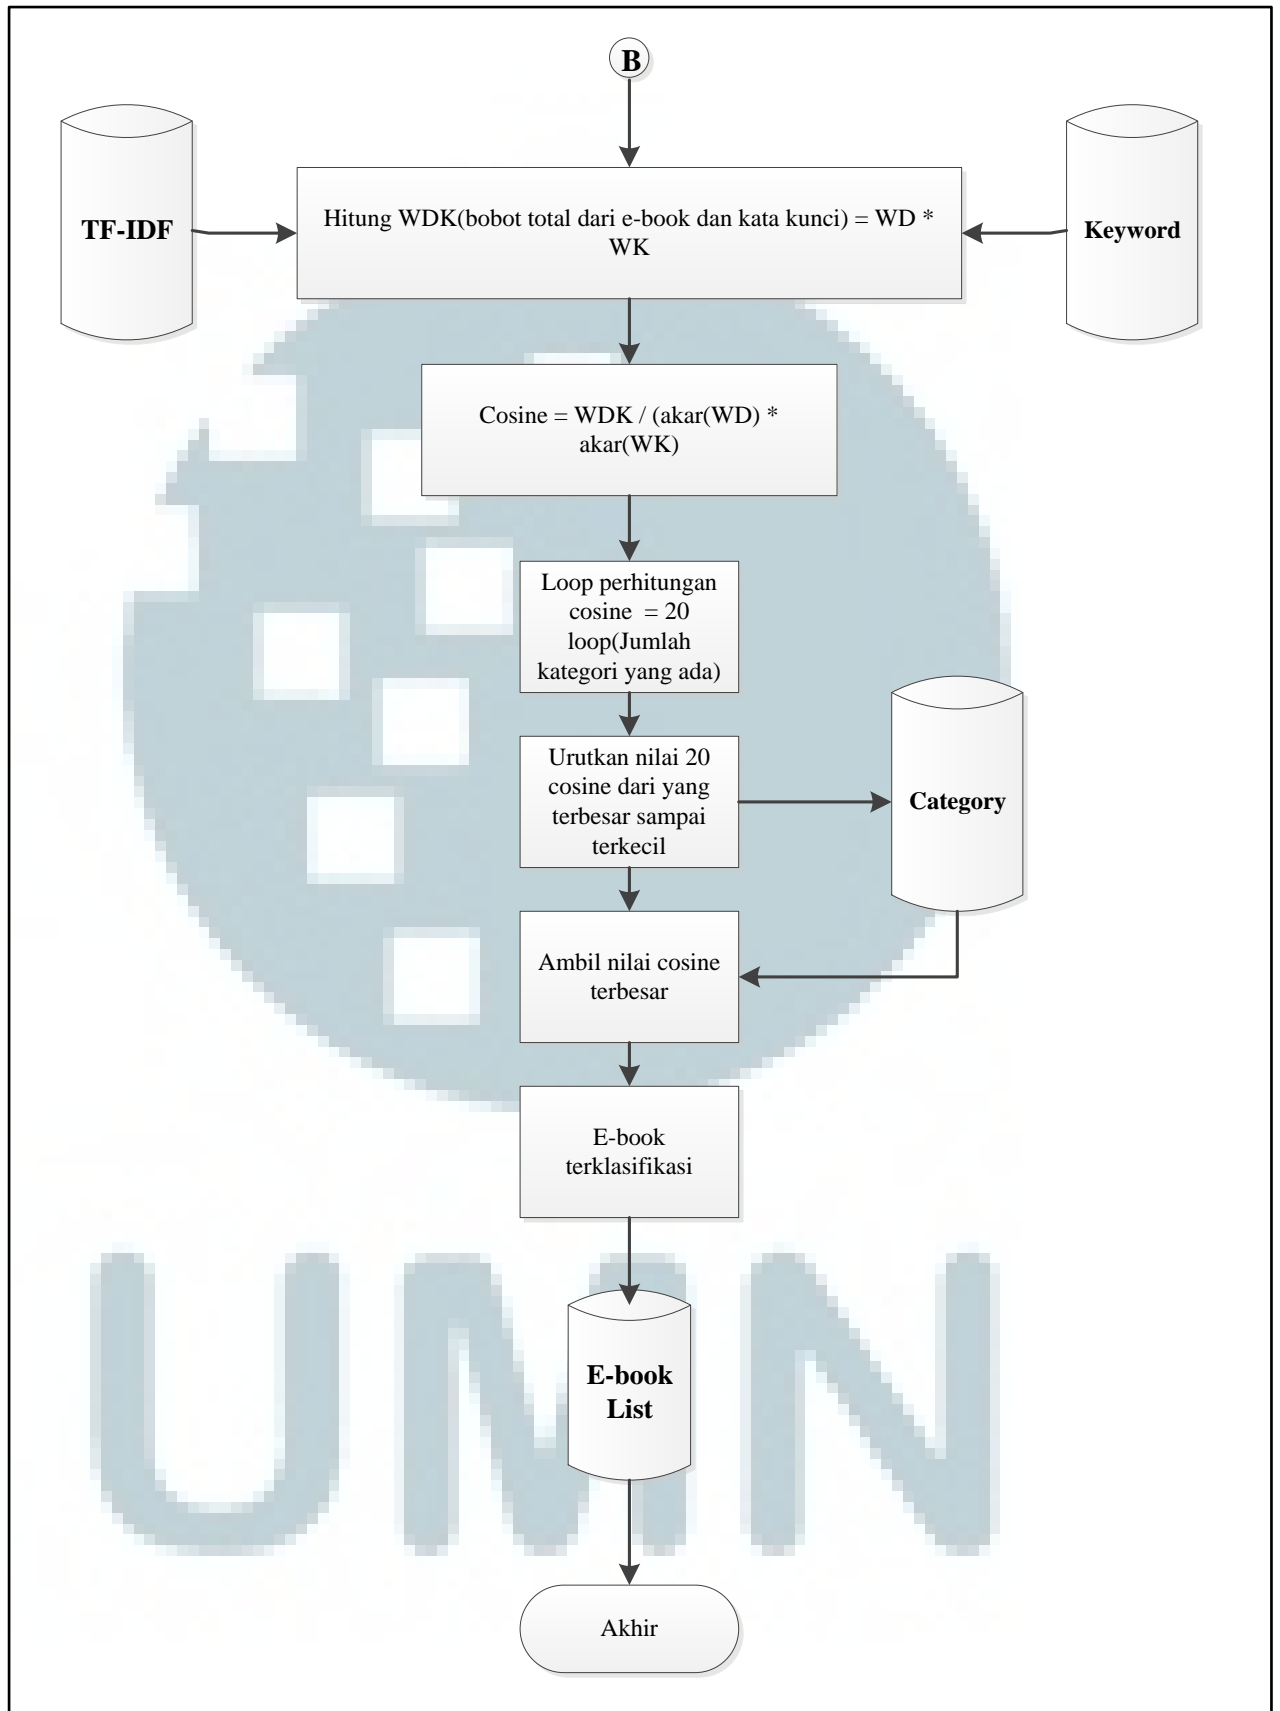 B
TF-IDF
Hitung WDK(bobot total dari e-book dan kata kunci) = WD *
WK
Keyword
Cosine = WDK / (akar(WD) *
akar(WK)
Loop perhitungan
cosine  = 20
loop(Jumlah
kategori yang ada)
Urutkan nilai 20
cosine dari yang
terbesar sampai
terkecil
Category
Ambil nilai cosine
terbesar
E-book
terklasifikasi
E-book
List
UMN
Akhir